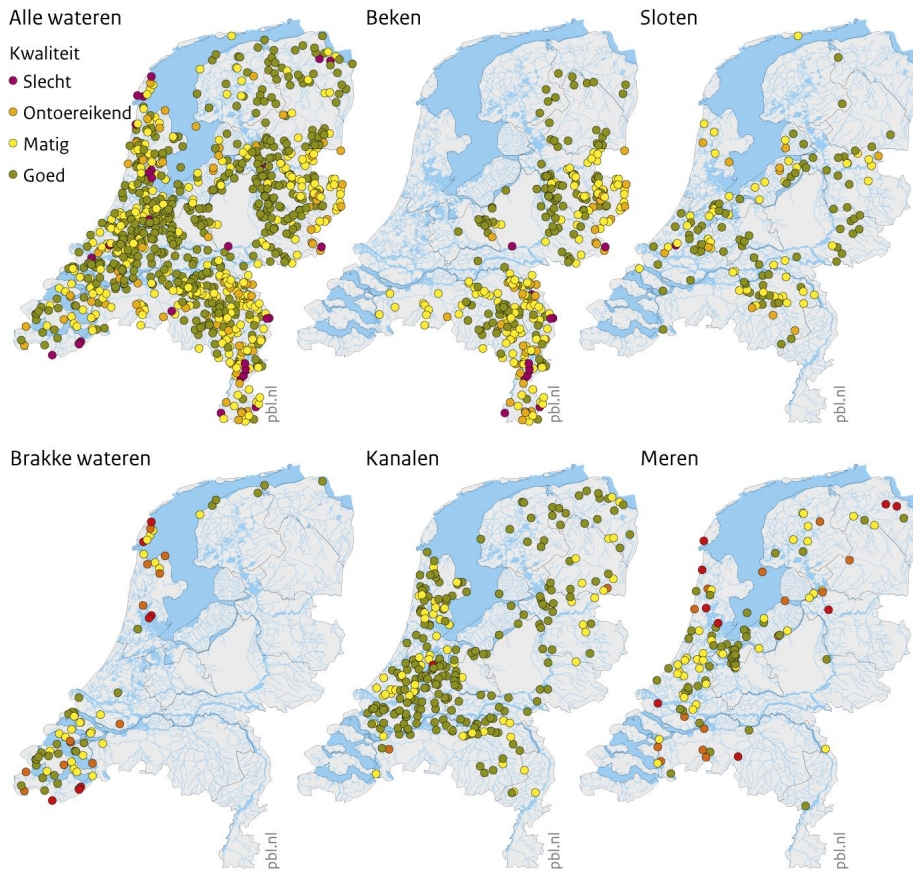 Alle wateren
Kwaliteit
Slecht
Ontoereikend
Matig
Goed
pbl.nl
Beken
pbl.nl
Sloten
pbl.nl
Brakke wateren
pbl.nl
Kanalen
pbl.nl
Meren
pbl.nl